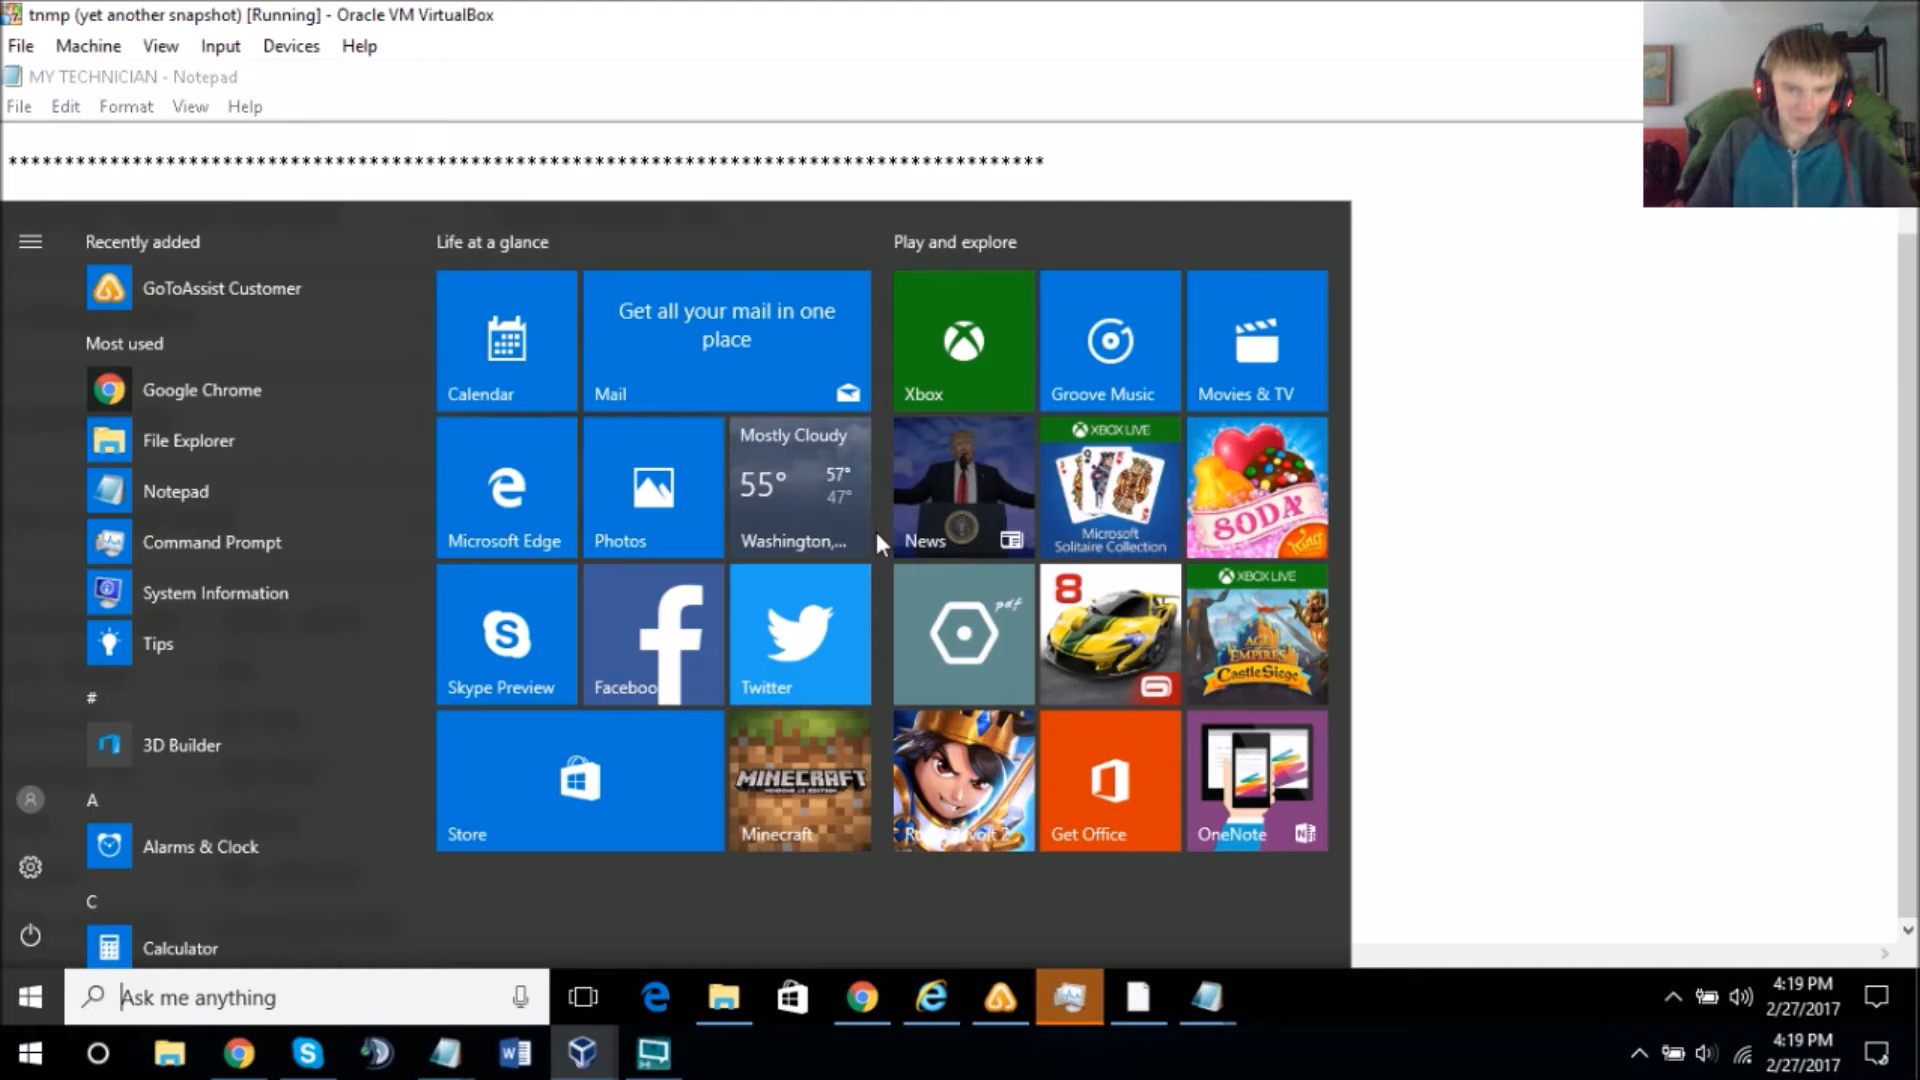 tnmp (yet another snapshot) [Running] - Oracle VM VirtualBox
File Machine View Input Devices Help
MY TECHNICIAN - Notepad
File Edit Format View Help
********************************************************************************************
Recently added
GoToAssist Customer
Most used
Google Chrome
File Explorer
Notepad
Command Prompt
System Information
Tips
#
3D Builder
A
Alarms & Clock
C
Calculator
Life at a glance
Calendar
Get all your mail in one
place
Mail
Microsoft Edge
Photos
Mostly Cloudy
55° 57°
47°
Washington,...
Skype Preview
Faceboo
Twitter
Store
MINECRAFT
WINDOWS 10 EDITION
Minecraft
Play and explore
Xbox
Groove Music
Movies & TV
News
XBOX LIVE
Microsoft
Solitaire Collection
SODA
King
pdf
8
XBOX LIVE
AGE OF
EMPIRES
Castle Siege
Get Office
OneNote
Ask me anything
4:19 PM
2/27/2017
4:19 PM
2/27/2017